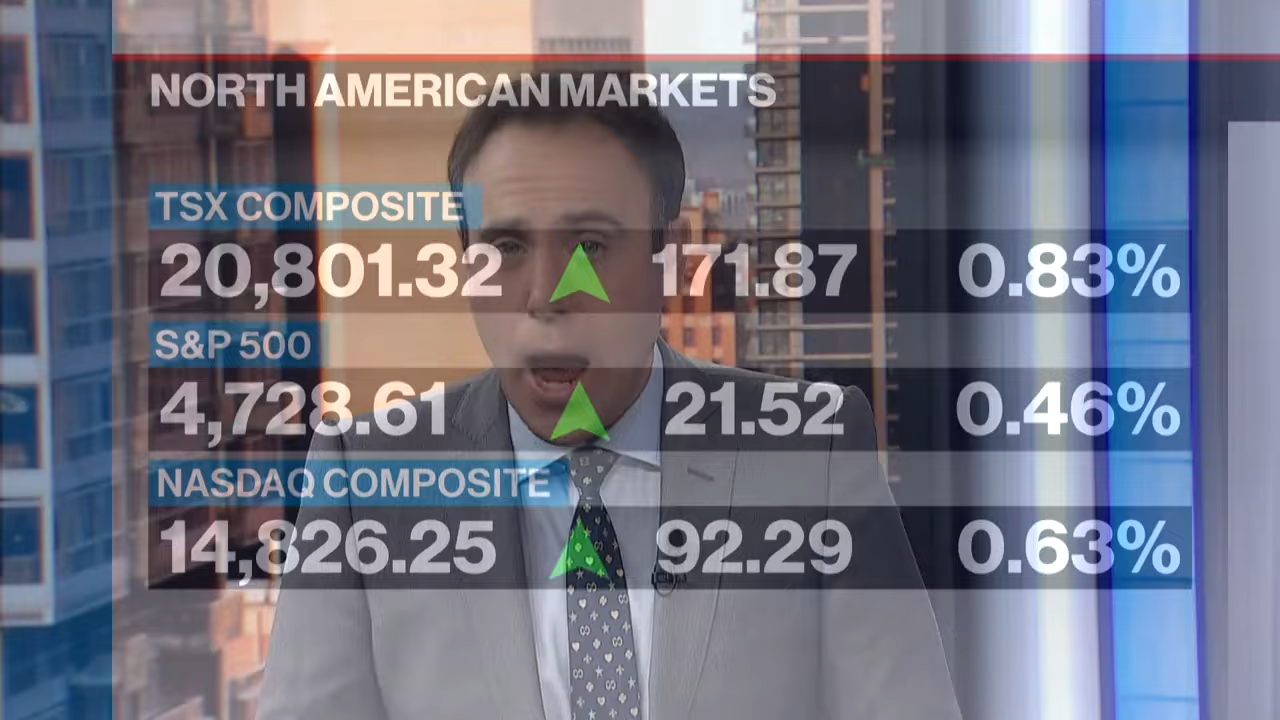 NORTH AMERICAN MARKETS
TSX COMPOSITE
20,801.32 171.87 0.83%
S&P 500
4,728.61 21.52 0.46%
NASDAQ COMPOSITE
14,826.25 92.29 0.63%